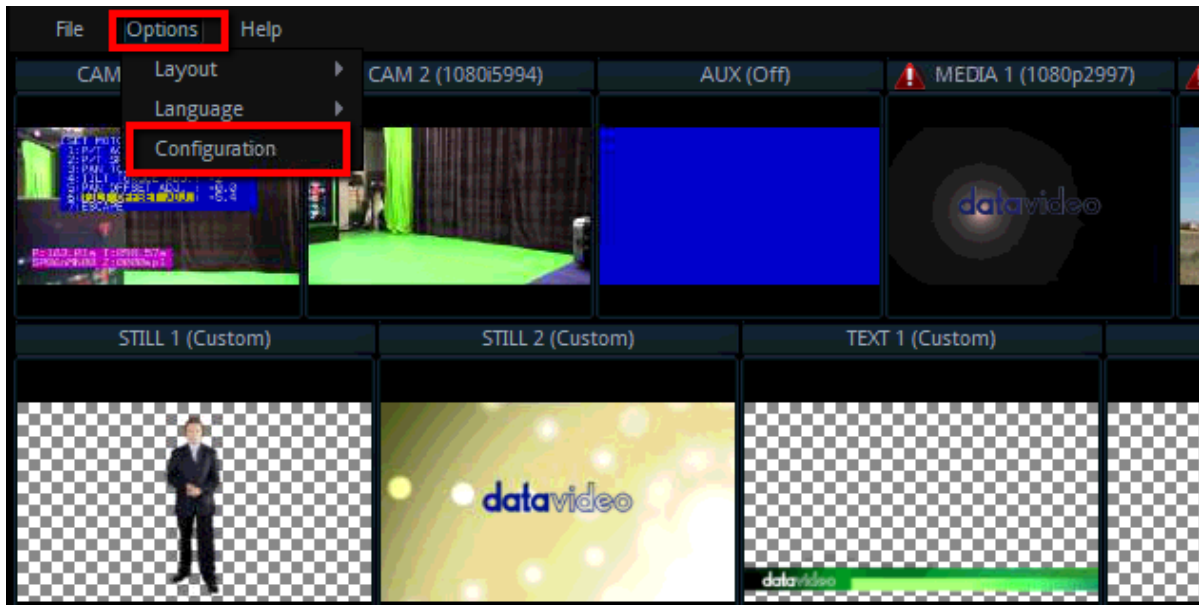 File Options Help
Layout
Language
Configuration
CAM
CAM 2 (1080i5994)
AUX (Off)
MEDIA 1 (1080p2997)
datavideo
STILL 1 (Custom)
STILL 2 (Custom)
TEXT 1 (Custom)
datavideo
datavideo